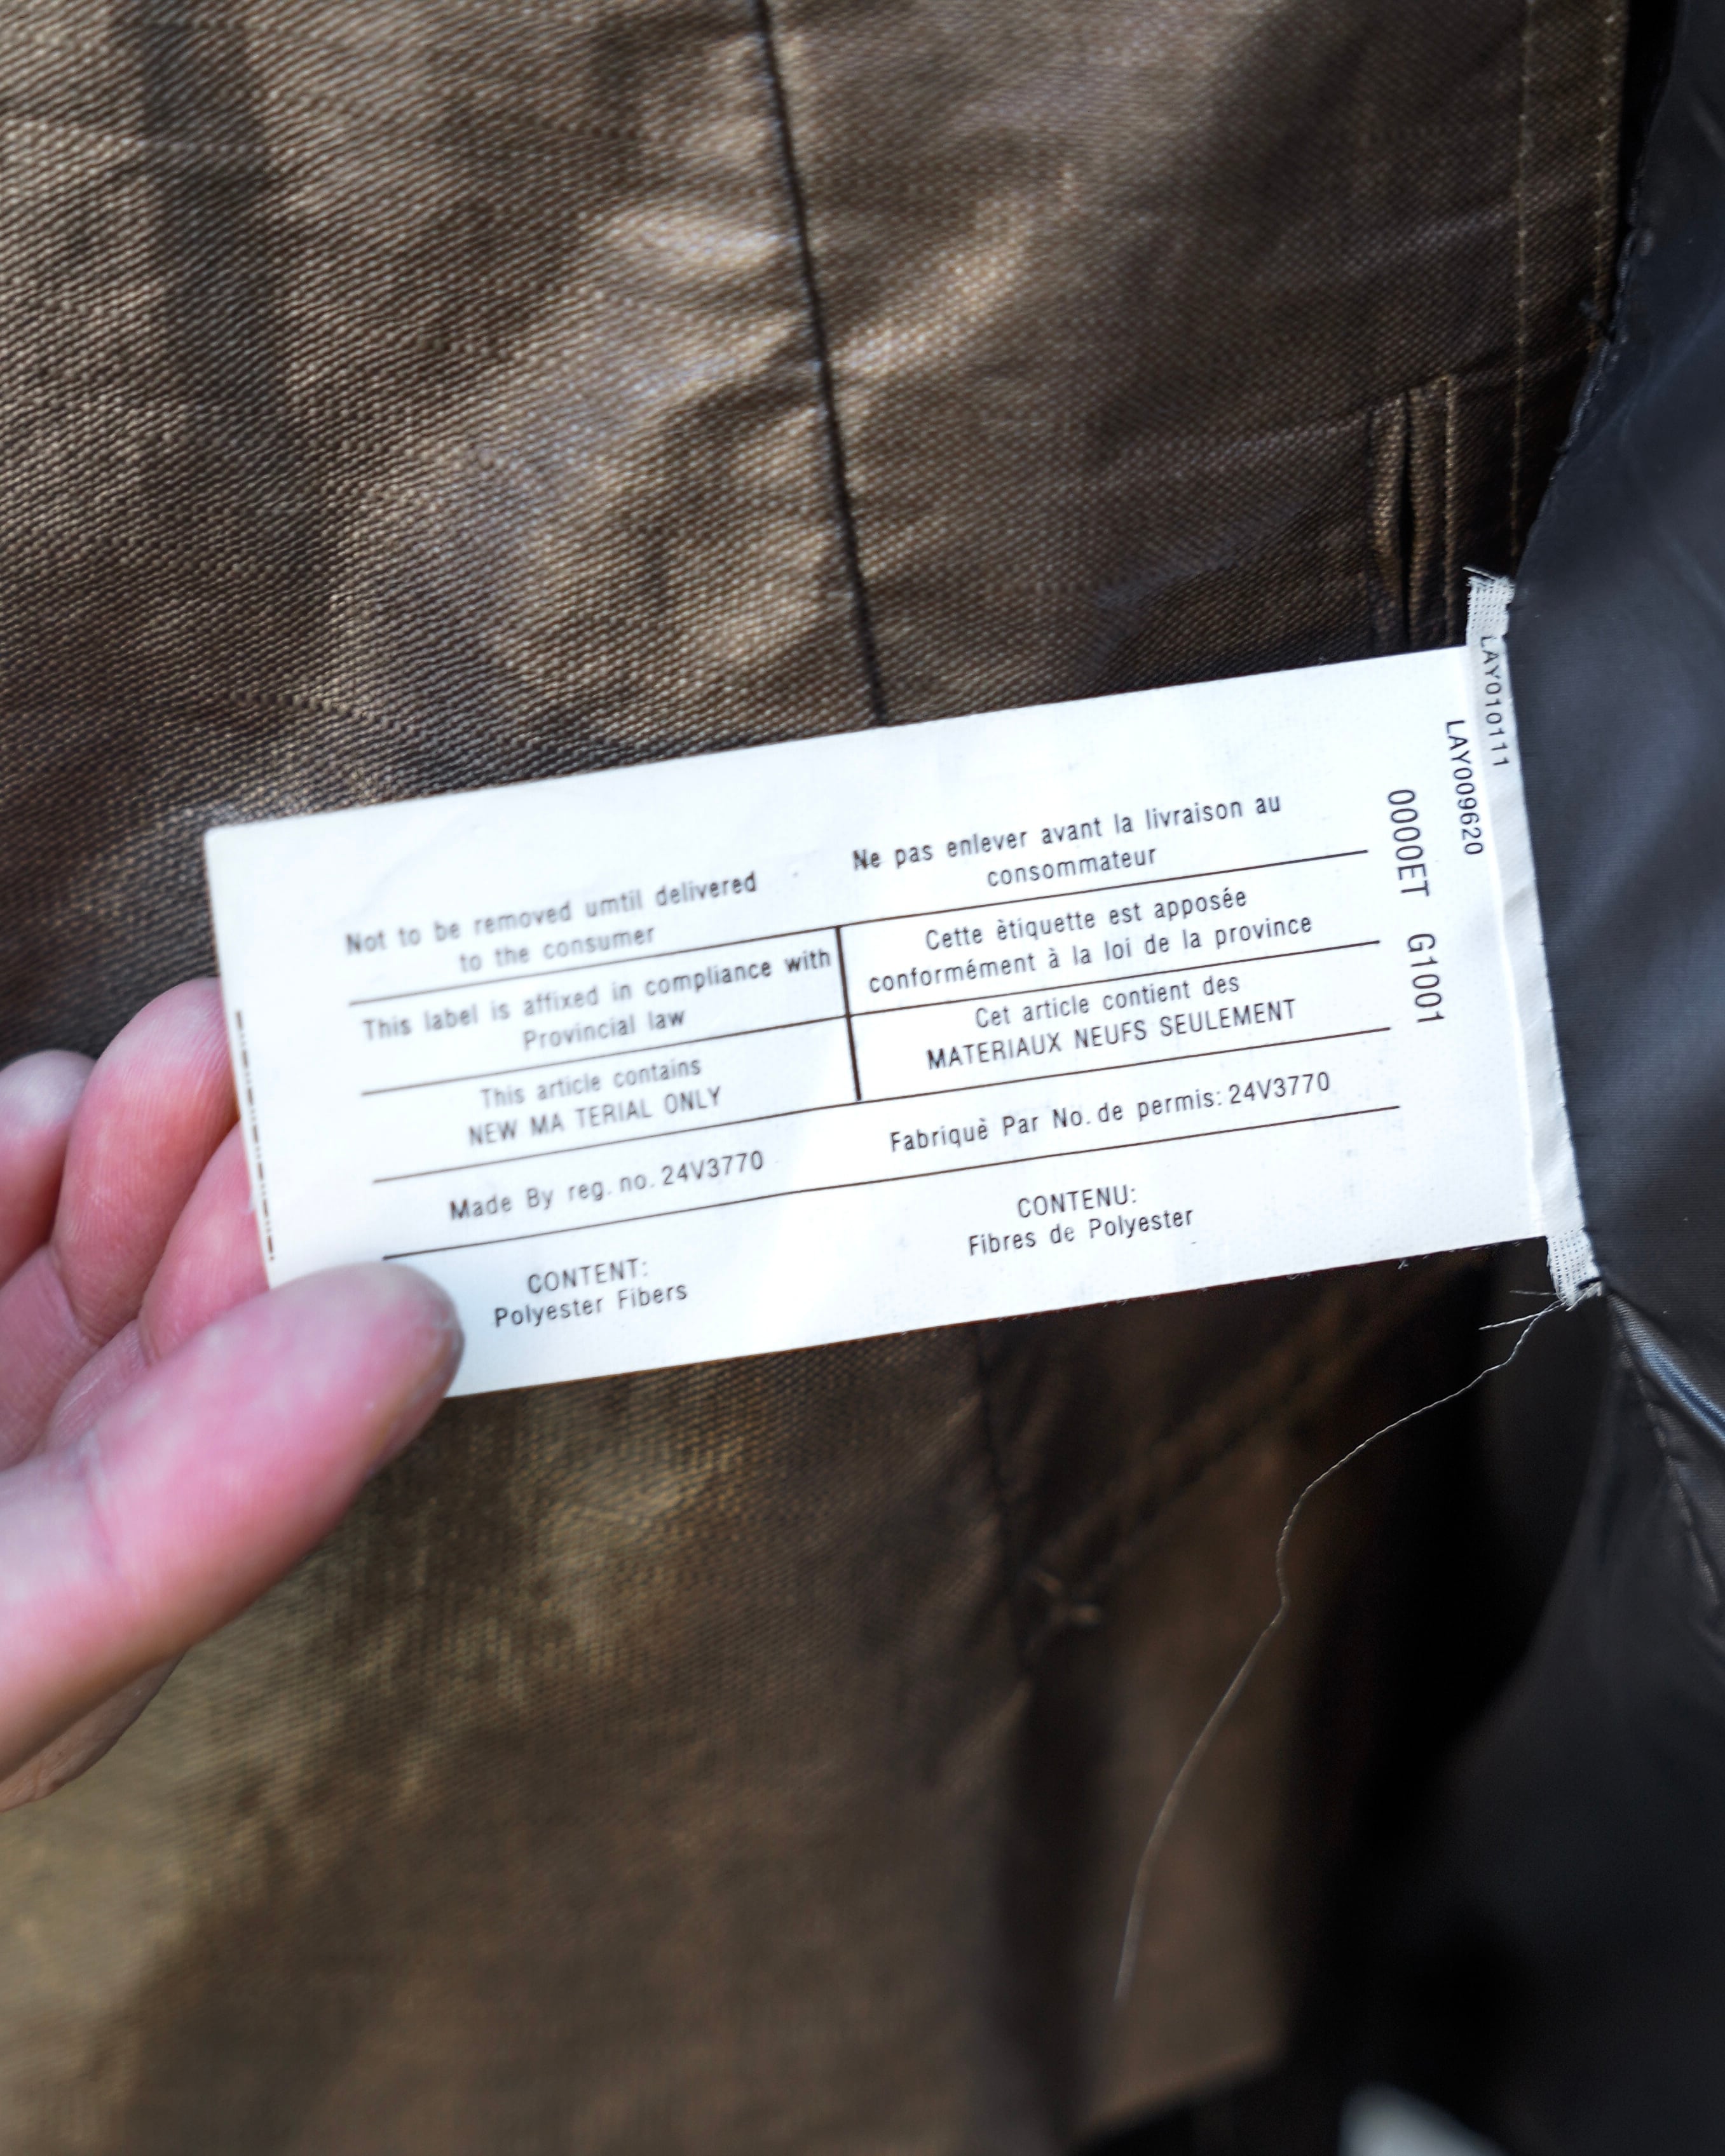 Not to be removed umtil delivered
to the consumer
Ne pas enlever avant la livraison au
consommateur
This label is affixed in compliance with
Provincial law
Cette ètiquette est apposée
conformément à la loi de la province
This article contains
NEW MA TERIAL ONLY
Cet article contient des
MATERIAUX NEUFS SEULEMENT
Made By reg. no. 24V3770
Fabriquè Par No. de permis: 24V3770
CONTENT:
Polyester Fibers
CONTENU:
Fibres de Polyester
0000ET G1001
LAY009620
LAY010111